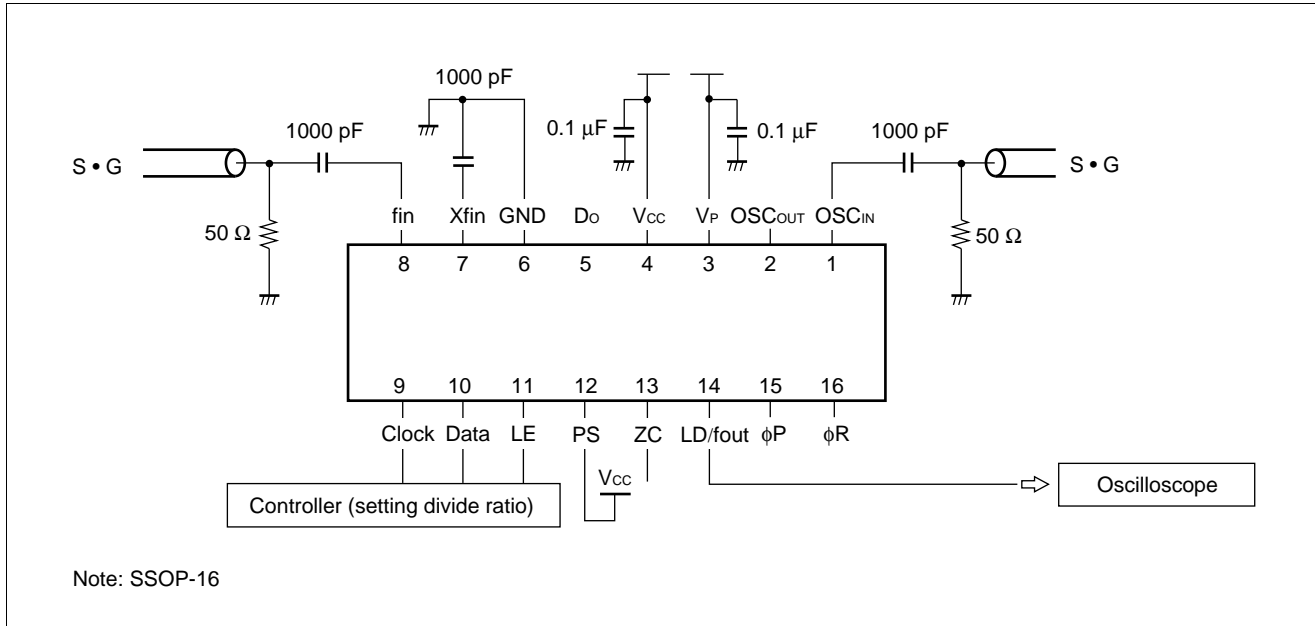 1000 pF
1000 pF
0.1 µF
0.1 µF
1000 pF
S • G
S • G
50 Ω
50 Ω
fin Xfin GND DO VCC VP OSCOUT OSCIN
8 7 6 5 4 3 2 1
9 10 11 12 13 14 15 16
Clock Data LE PS ZC LD/fout ϕP ϕR
VCC
Controller (setting divide ratio)
Oscilloscope
Note: SSOP-16